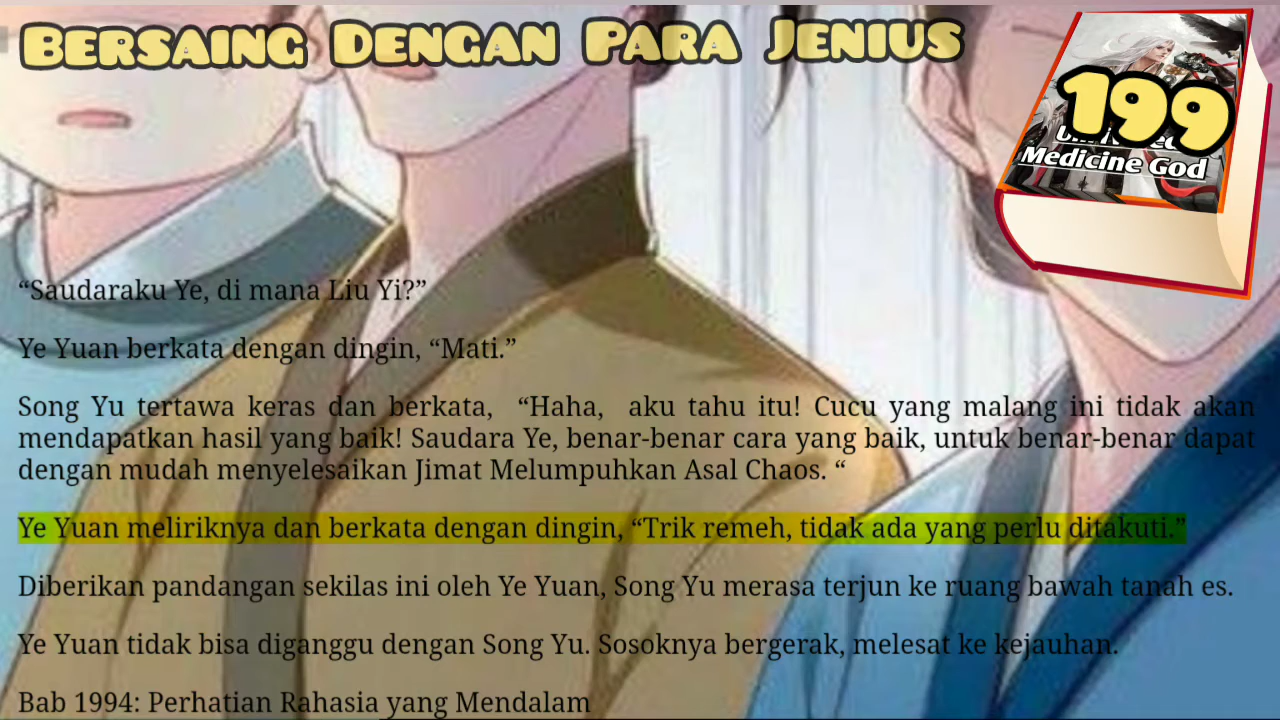 BERSAING DENGAN PARA JENIUS
199
Medicine God
“Saudaraku Ye, di mana Liu Yi?”
Ye Yuan berkata dengan dingin, “Mati.”
Song Yu tertawa keras dan berkata, “Haha, aku tahu itu! Cucu yang malang ini tidak akan
mendapatkan hasil yang baik! Saudara Ye, benar-benar cara yang baik, untuk benar-benar dapat
dengan mudah menyelesaikan Jimat Melumpuhkan Asal Chaos. “
Ye Yuan meliriknya dan berkata dengan dingin, “Trik remeh, tidak ada yang perlu ditakuti.”
Diberikan pandangan sekilas ini oleh Ye Yuan, Song Yu merasa terjun ke ruang bawah tanah es.
Ye Yuan tidak bisa diganggu dengan Song Yu. Sosoknya bergerak, melesat ke kejauhan.
Bab 1994: Perhatian Rahasia yang Mendalam